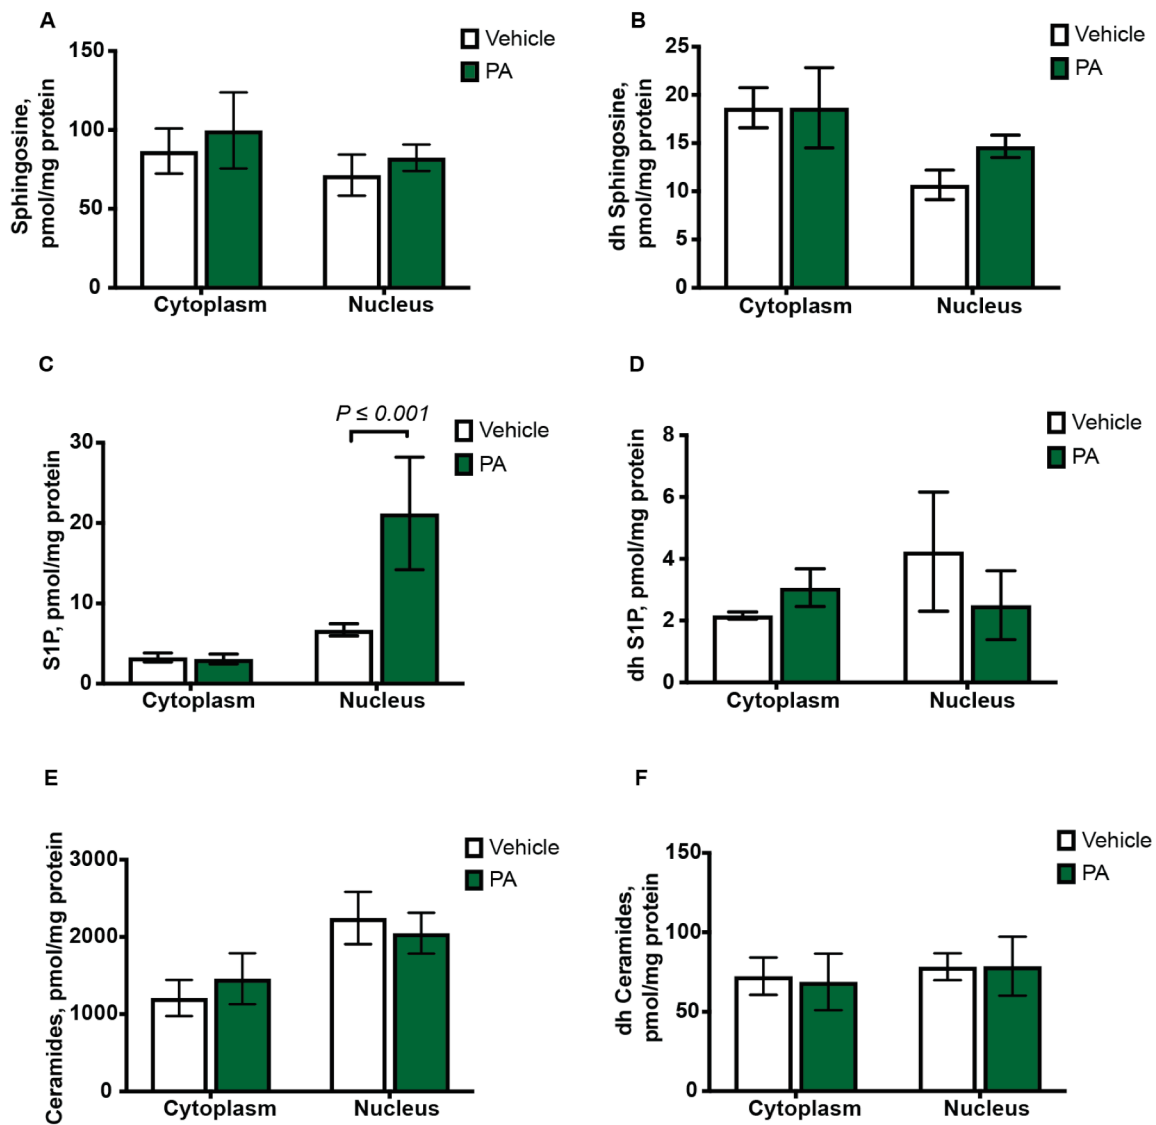 A
Sphingosine,
pmol/mg protein
150
100
50
0
Cytoplasm
Nucleus
Vehicle
PA
B
dh Sphingosine,
pmol/mg protein
25
20
15
10
5
0
Cytoplasm
Nucleus
Vehicle
PA
C
S1P, pmol/mg protein
30
20
10
0
Cytoplasm
Nucleus
P ≤ 0.001
Vehicle
PA
D
dh S1P, pmol/mg protein
8
6
4
2
0
Cytoplasm
Nucleus
Vehicle
PA
E
Ceramides, pmol/mg protein
3000
2000
1000
0
Cytoplasm
Nucleus
Vehicle
PA
F
dh Ceramides,
pmol/mg protein
150
100
50
0
Cytoplasm
Nucleus
Vehicle
PA